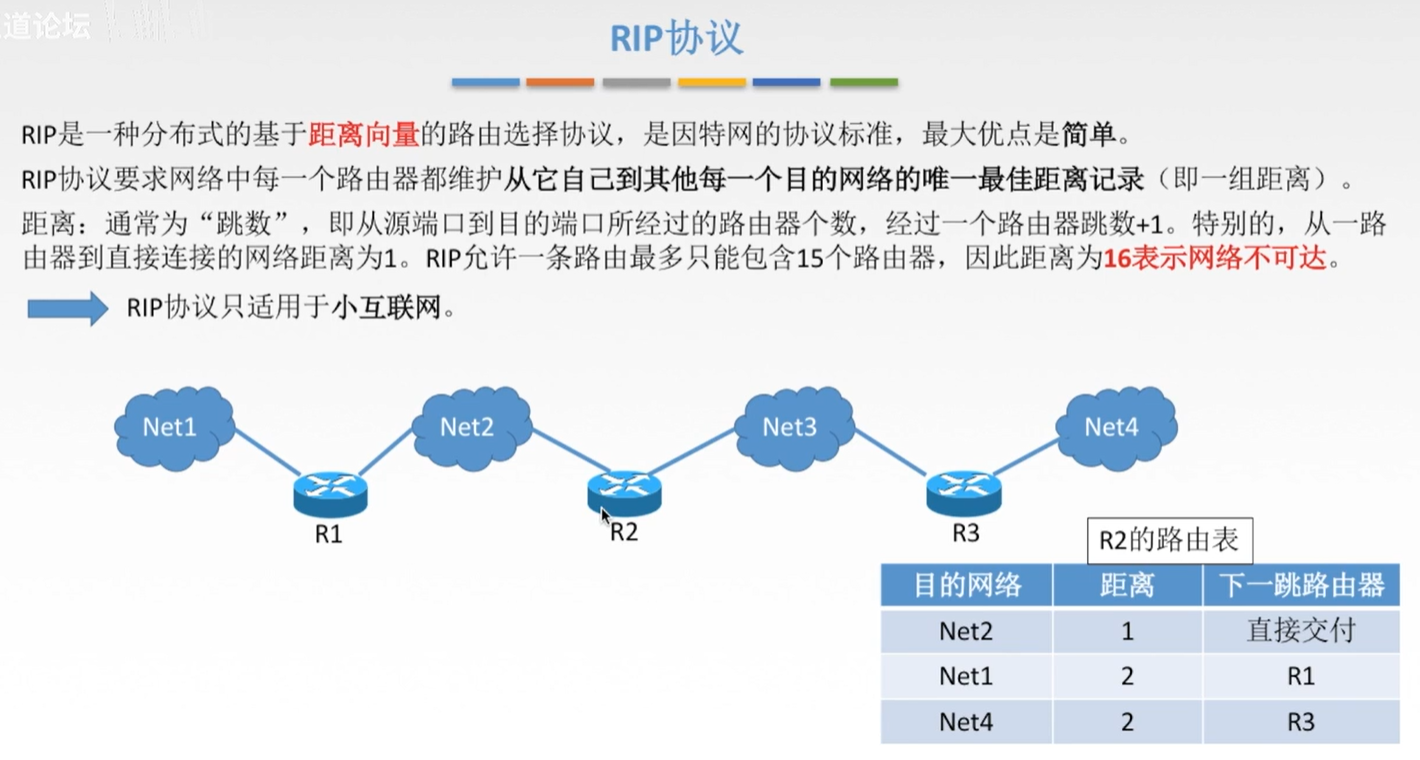 道论坛
RIP协议
RIP是一种分布式的基于距离向量的路由选择协议，是因特网的协议标准，最大优点是简单。
RIP协议要求网络中每一个路由器都维护从它自己到其他每一个目的网络的唯一最佳距离记录（即一组距离）。
距离：通常为“跳数”，即从源端口到目的端口所经过的路由器个数，经过一个路由器跳数+1。特别的，从一路
由器到直接连接的网络距离为1。RIP允许一条路由最多只能包含15个路由器，因此距离为16表示网络不可达。
RIP协议只适用于小互联网。
Net1 Net2 Net3 Net4
R1 R2 R3
R2的路由表
目的网络 距离 下一跳路由器
Net2 1 直接交付
Net1 2 R1
Net4 2 R3